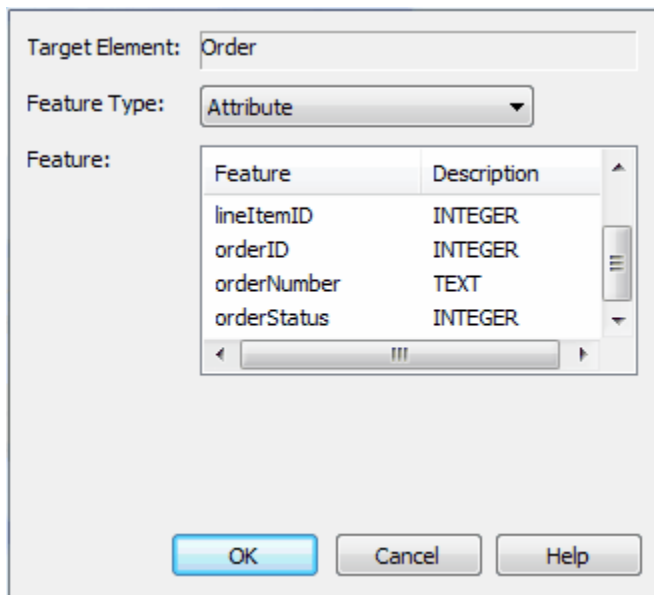 Target Element: Order
Feature Type: Attribute
Feature:
Feature Description
lineItemID INTEGER
orderID INTEGER
orderNumber TEXT
orderStatus INTEGER
OK Cancel Help